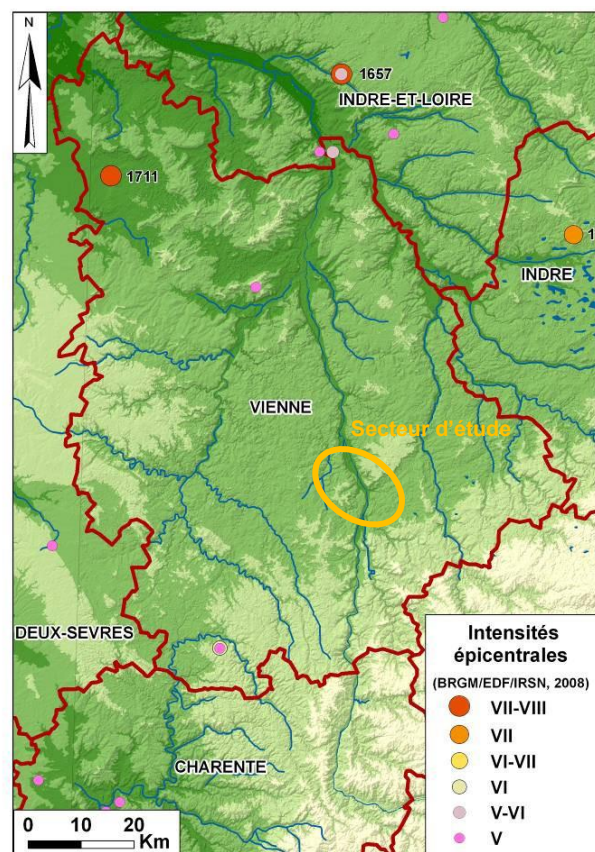 N
1657
INDRE-ET-LOIRE
1711
1
INDRE
VIENNE
Secteur d'étude
DEUX-SEVRES
CHARENTE
0 10 20
Km
Intensités
épicentrales
(BRGM/EDF/IRSN, 2008)
VII-VIII
VII
VI-VII
VI
V-VI
V